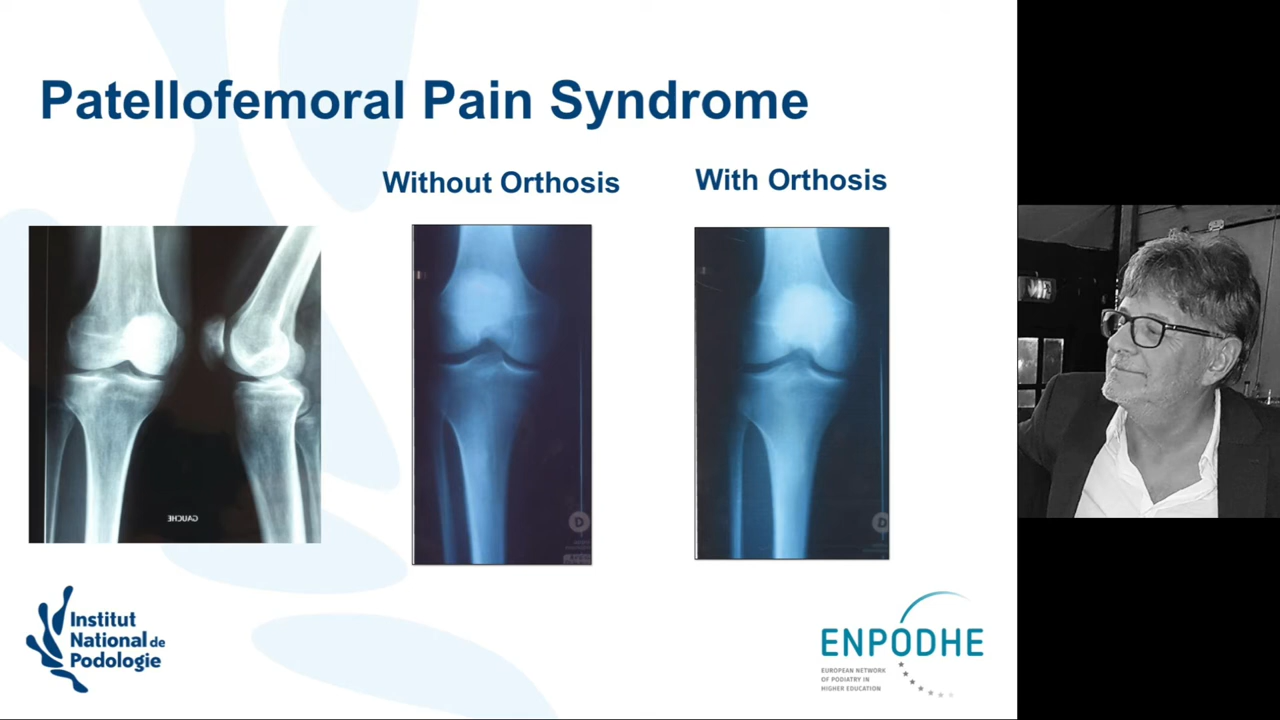 Patellofemoral Pain Syndrome
Without Orthosis
With Orthosis
GAUCHE
D
D
Institut
National de
Podologie
ENPODHE
EUROPEAN NETWORK
OF PODIATRY IN
HIGHER EDUCATION